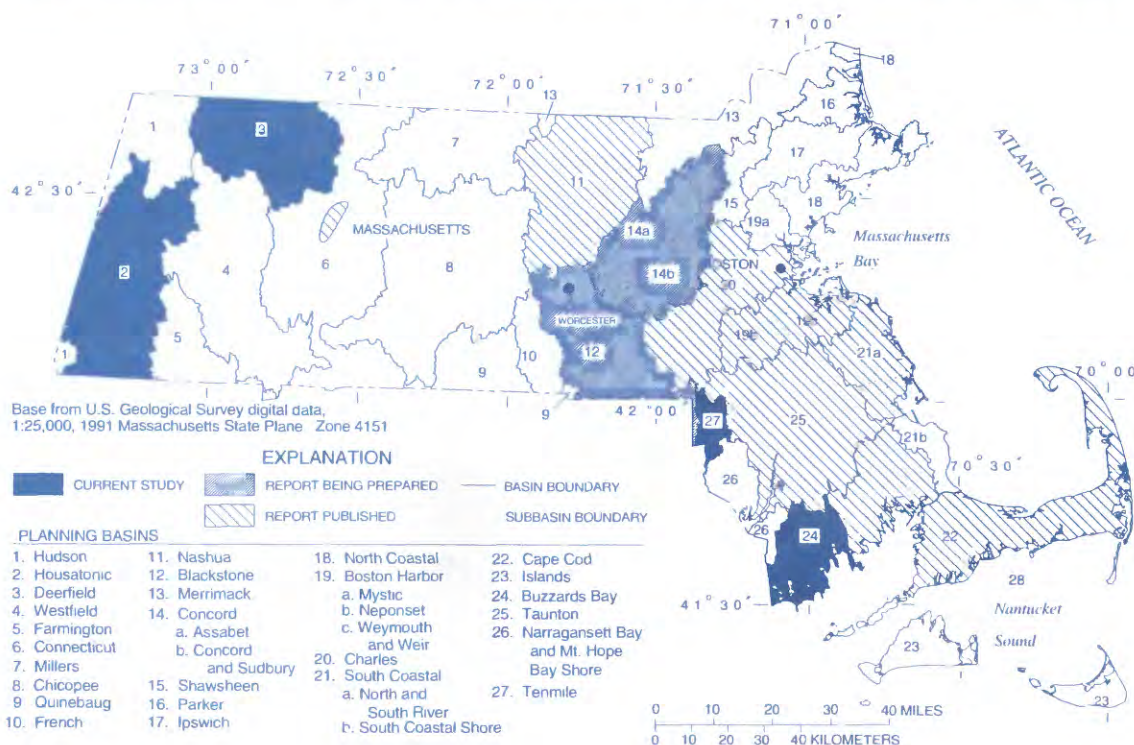 71° 00′
18
73° 00′
72° 30′
72° 00′
13
71° 30′
13
16
1
3
7
17
ATLANTIC OCEAN
42° 30′
11
15
18
MASSACHUSETTS
14a
19a
Massachusetts
Bay
2
4
6
8
14b
STON
20
WORCESTER
19b
5
12
21a
10
1
9
70° 00′
9
42° 00′
27
25
21b
Base from U.S. Geological Survey digital data,
1:25,000, 1991 Massachusetts State Plane Zone 4151
70° 30′
EXPLANATION
26
CURRENT STUDY
REPORT BEING PREPARED
BASIN BOUNDARY
REPORT PUBLISHED
SUBBASIN BOUNDARY
26
24
22
28
41° 30′
Nantucket
Sound
23
23
PLANNING BASINS
1. Hudson
2. Housatonic
3. Deerfield
4. Westfield
5. Farmington
6. Connecticut
7. Millers
8. Chicopee
9 Quinebaug
10. French
11. Nashua
12. Blackstone
13. Merrimack
14. Concord
a. Assabet
b. Concord
and Sudbury
15. Shawsheen
16. Parker
17. Ipswich
18. North Coastal
19. Boston Harbor
a. Mystic
b. Neponset
c. Weymouth
and Weir
20. Charles
21. South Coastal
a. North and
South River
b. South Coastal Shore
22. Cape Cod
23. Islands
24. Buzzards Bay
25. Taunton
26. Narragansett Bay
and Mt. Hope
Bay Shore
27. Tenmile
0 10 20 30 40 MILES
0 10 20 30 40 KILOMETERS